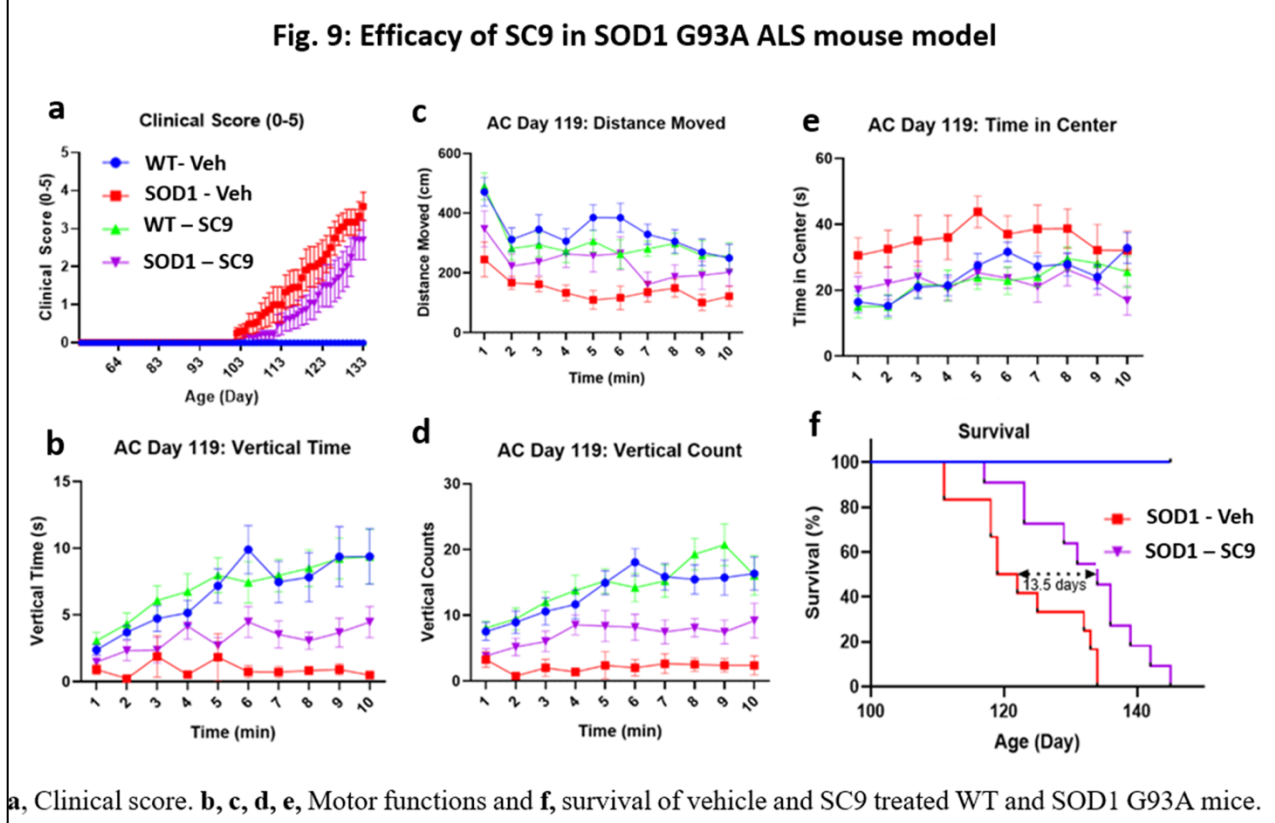 Fig. 9: Efficacy of SC9 in SOD1 G93A ALS mouse model
a
Clinical Score (0-5)
Clinical Score (0-5)
5
4
3
2
1
0
WT- Veh
SOD1 - Veh
WT – SC9
SOD1 – SC9
64 83 93 103 113 123 133
Age (Day)
c
AC Day 119: Distance Moved
Distance Moved (cm)
600
400
200
0
1 2 3 4 5 6 7 8 9 10
Time (min)
e
AC Day 119: Time in Center
Time in Center (s)
60
40
20
0
1 2 3 4 5 6 7 8 9 10
b
AC Day 119: Vertical Time
Vertical Time (s)
15
10
5
0
1 2 3 4 5 6 7 8 9 10
Time (min)
d
AC Day 119: Vertical Count
Vertical Counts
30
20
10
0
1 2 3 4 5 6 7 8 9 10
Time (min)
f
Survival
Survival (%)
100
80
60
40
20
0
SOD1 - Veh
SOD1 – SC9
13.5 days
100 120 140
Age (Day)
a, Clinical score. b, c, d, e, Motor functions and f, survival of vehicle and SC9 treated WT and SOD1 G93A mice.